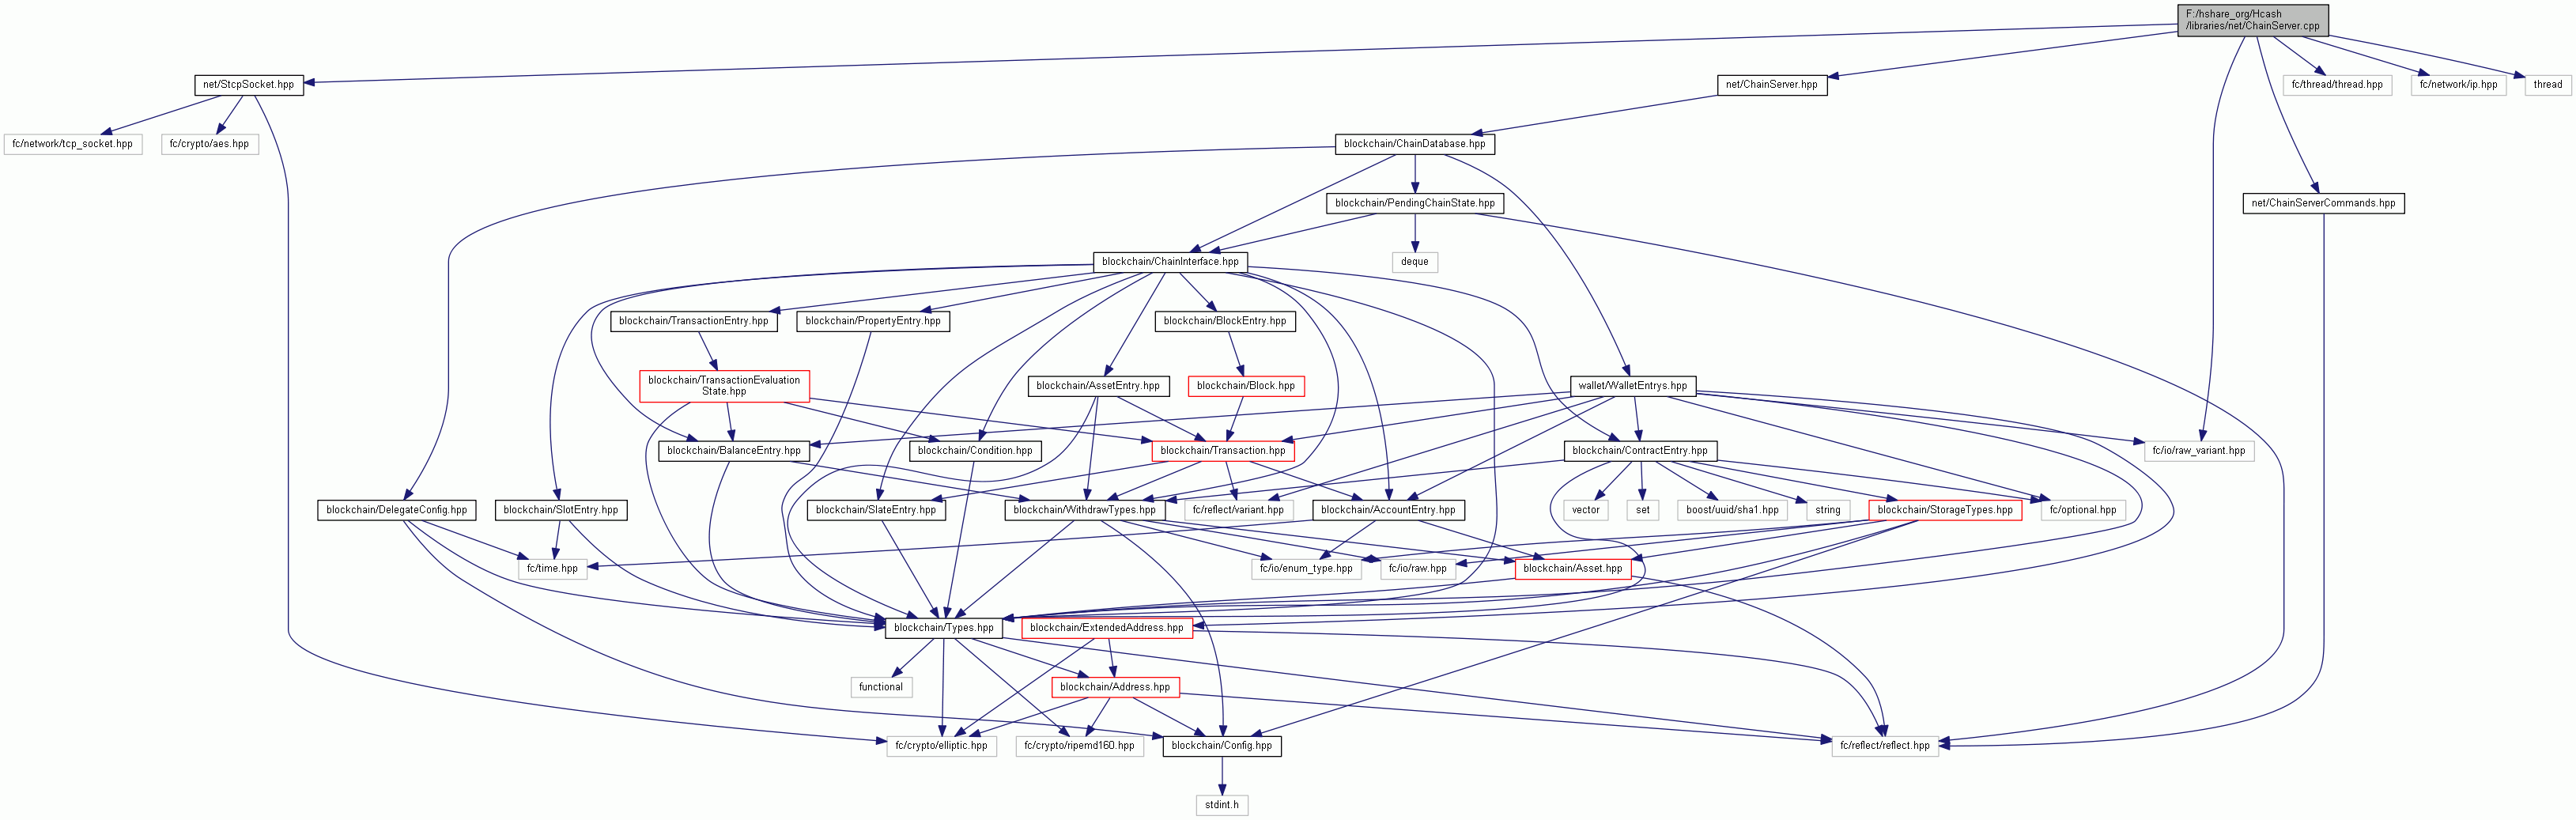 F:/hshare_org/Hcash
/libraries/net/ChainServer.cpp
net/StcpSocket.hpp
net/ChainServer.hpp
fc/thread/thread.hpp
fc/network/ip.hpp
thread
fc/network/tcp_socket.hpp
fc/crypto/aes.hpp
blockchain/ChainDatabase.hpp
blockchain/PendingChainState.hpp
net/ChainServerCommands.hpp
blockchain/ChainInterface.hpp
deque
blockchain/TransactionEntry.hpp
blockchain/PropertyEntry.hpp
blockchain/BlockEntry.hpp
blockchain/TransactionEvaluation
State.hpp
blockchain/AssetEntry.hpp
blockchain/Block.hpp
wallet/WalletEntrys.hpp
blockchain/BalanceEntry.hpp
blockchain/Condition.hpp
blockchain/Transaction.hpp
blockchain/ContractEntry.hpp
fc/io/raw_variant.hpp
blockchain/DelegateConfig.hpp
blockchain/SlotEntry.hpp
blockchain/SlateEntry.hpp
blockchain/WithdrawTypes.hpp
fc/reflect/variant.hpp
blockchain/AccountEntry.hpp
vector
set
boost/uuid/sha1.hpp
string
blockchain/StorageTypes.hpp
fc/optional.hpp
fc/time.hpp
fc/io/enum_type.hpp
fc/io/raw.hpp
blockchain/Asset.hpp
blockchain/Types.hpp
blockchain/ExtendedAddress.hpp
functional
blockchain/Address.hpp
fc/crypto/elliptic.hpp
fc/crypto/ripemd160.hpp
blockchain/Config.hpp
fc/reflect/reflect.hpp
stdint.h